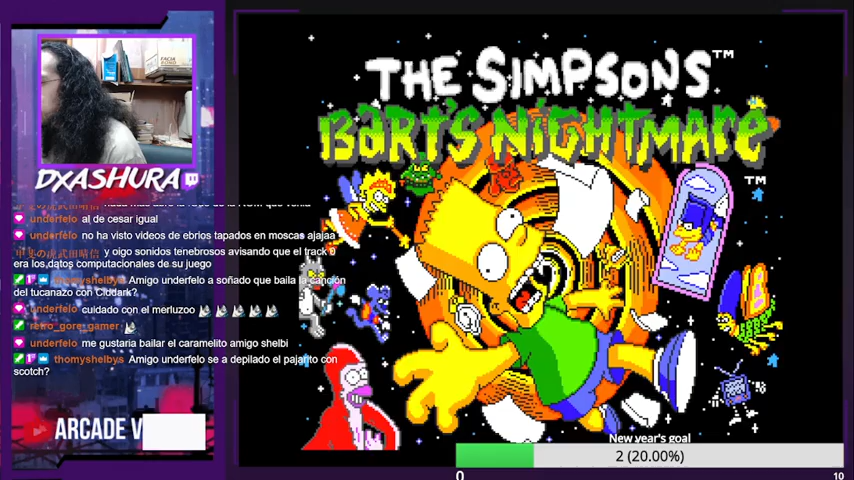 THE SIMPSONS™
BART'S NIGHTMARE™
DXASHURA
underfelo al de cesar igual
underfelo no ha visto videos de ebrios tapados en moscas ajajaa
y oigo sonidos tenebrosos avisando que el track 0
era los datos computacionales de su juego
thomyshelbys Amigo underfelo a soñado que baila la canción
del tucanazo con Ciudark?
underfelo cuidado con el merluzoo
retro_gore_gamer
underfelo me gustaria bailar el caramelito amigo shelbi
thomyshelbys Amigo underfelo se a depilado el pajarito con
scotch?
ARCADE V
New year's goal
2 (20.00%)
0
10